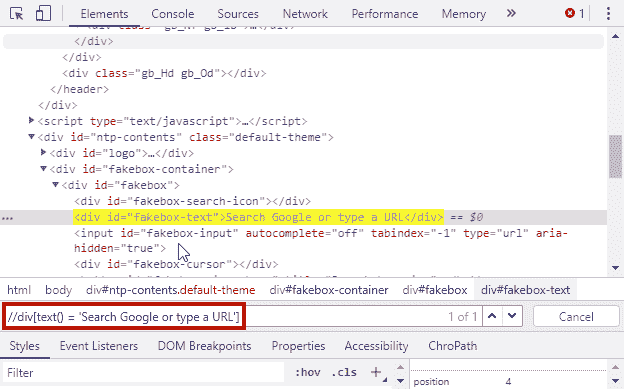 Elements Console Sources Network Performance Memory » 1
</div>
</div>
<div class="gb_Hd gb_Od"></div>
</header>
</div>
<script type="text/javascript">…</script>
<div id="ntp-contents" class="default-theme">
<div id="logo">…</div>
<div id="fakebox-container">
<div id="fakebox">
<div id="fakebox-search-icon"></div>
… <div id="fakebox-text">Search Google or type a URL</div> == $0
<input id="fakebox-input" autocomplete="off" tabindex="-1" type="url" aria-
hidden="true">
<div id="fakebox-cursor"></div>
html body div#ntp-contents.default-theme div#fakebox-container div#fakebox div#fakebox-text
//div[text() = 'Search Google or type a URL'] 1 of 1 Cancel
Styles Event Listeners DOM Breakpoints Properties Accessibility ChroPath
Filter :hov .cls +
position 4